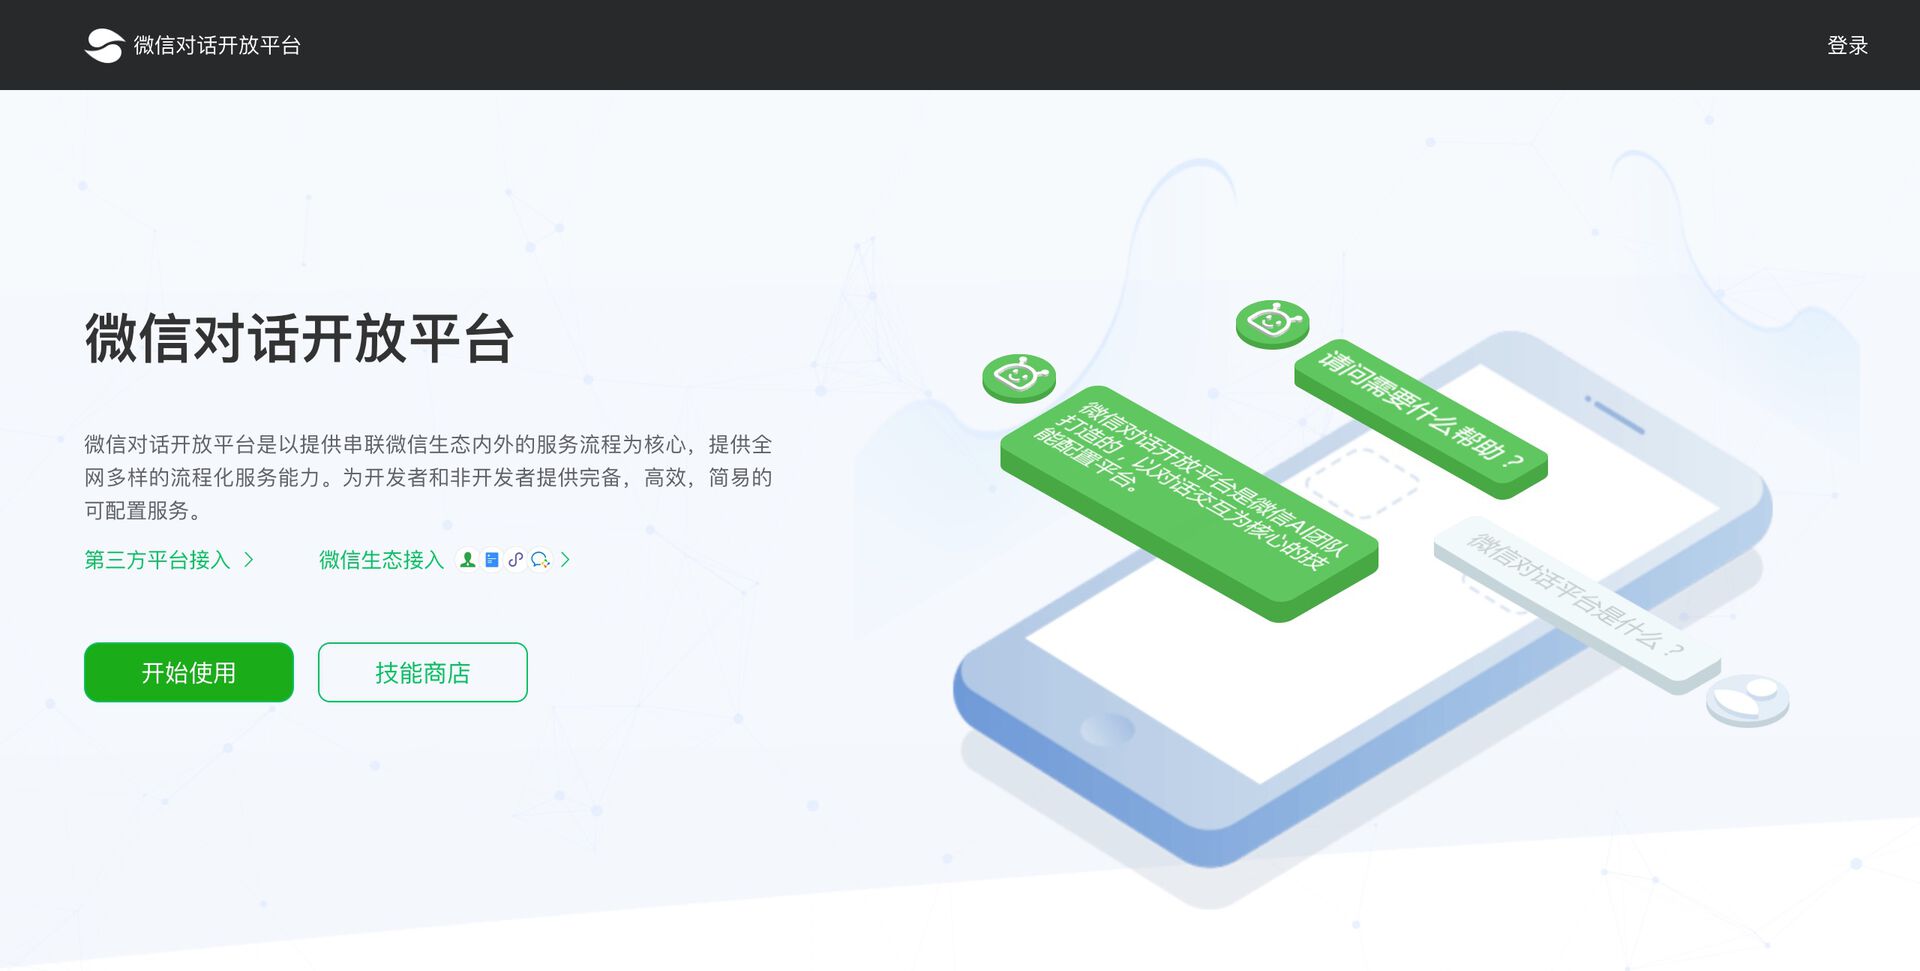 微信对话开放平台
登录
微信对话开放平台
微信对话开放平台是以提供串联微信生态内外的服务流程为核心，提供全
网多样的流程化服务能力。为开发者和非开发者提供完备，高效，简易的
可配置服务。
第三方平台接入
微信生态接入
开始使用
技能商店
请问需要什么帮助？
微信对话开放平台是微信AI团队
打造的，以对话交互为核心的技
能配置平台。
微信对话平台是什么？